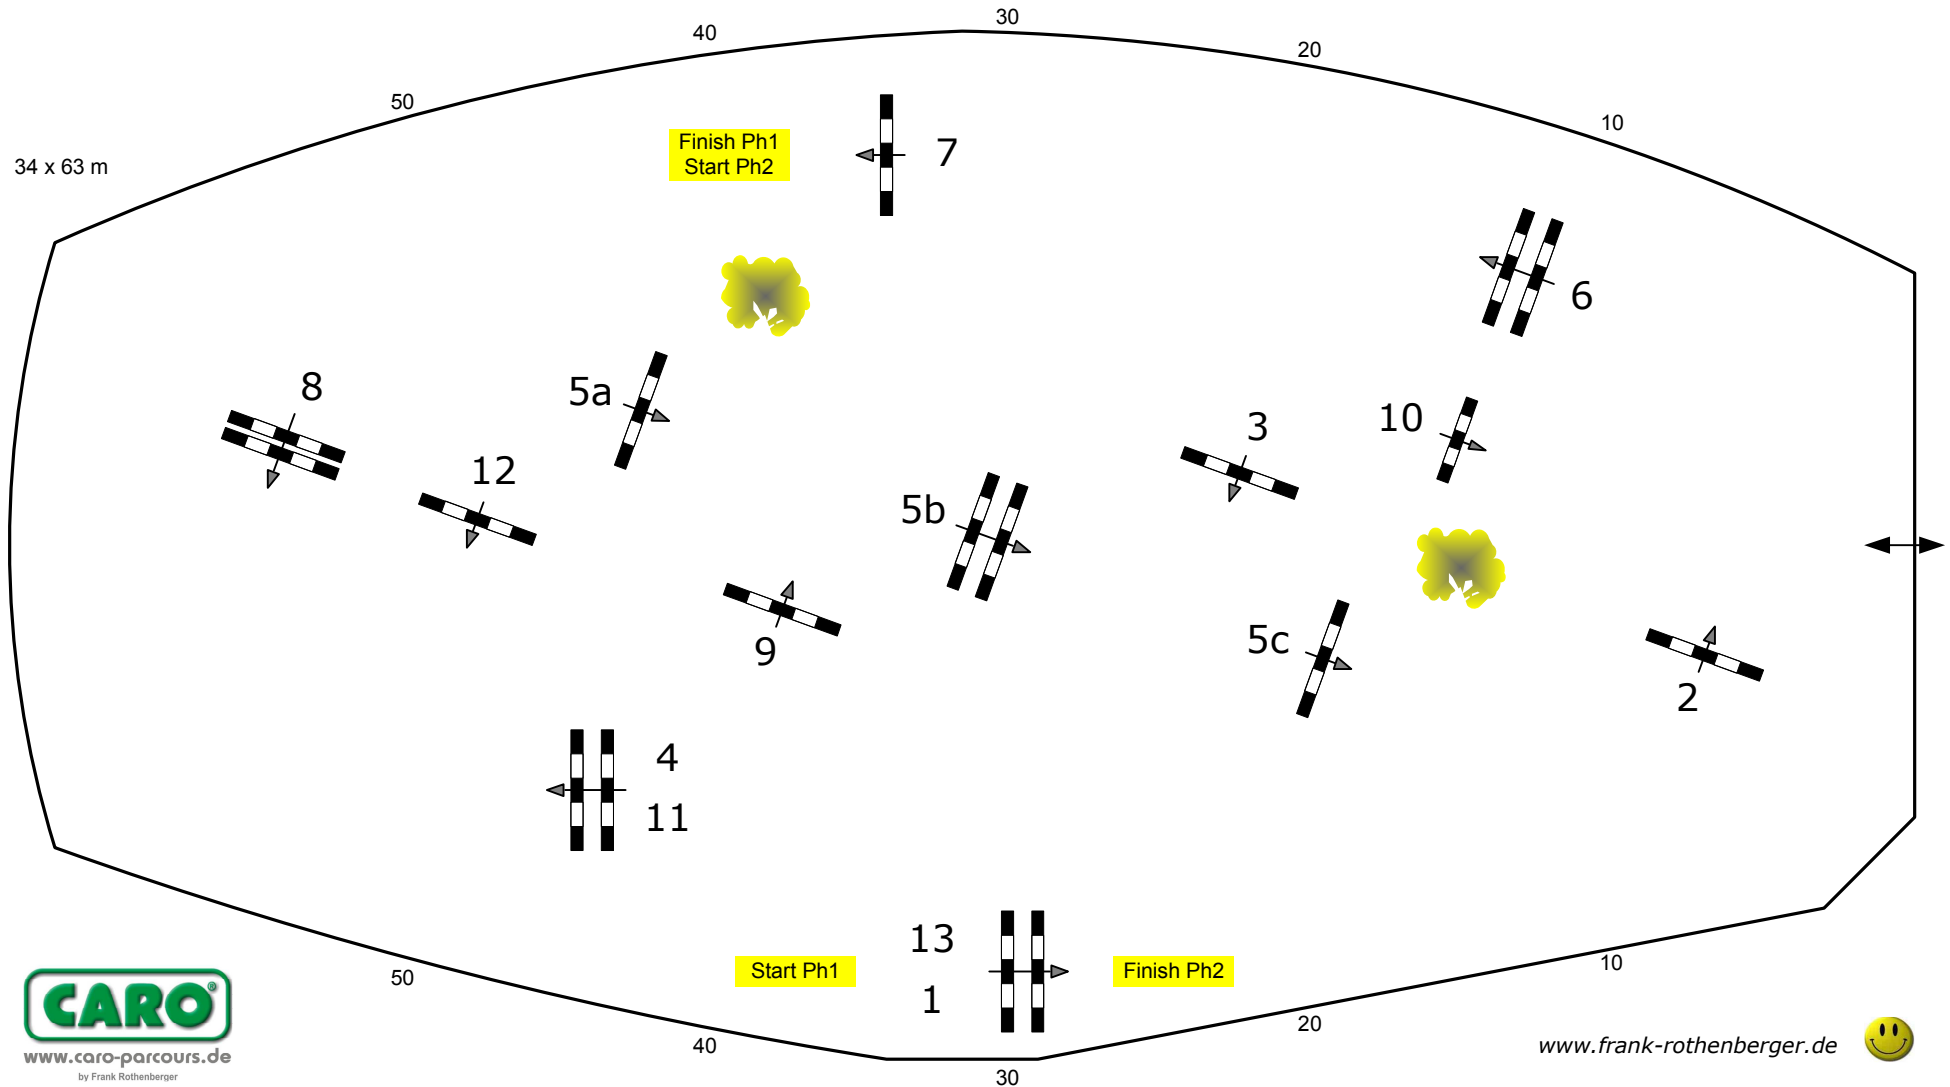 30
40
20
50
10
34 x 63 m
Finish Ph1
Start Ph2
7
6
8
5a
12
10
3
5b
9
5c
2
4
11
13
1
Start Ph1
Finish Ph2
50
40
30
20
10
CARO®
www.caro-parcours.de
by Frank Rothenberger
www.frank-rothenberger.de